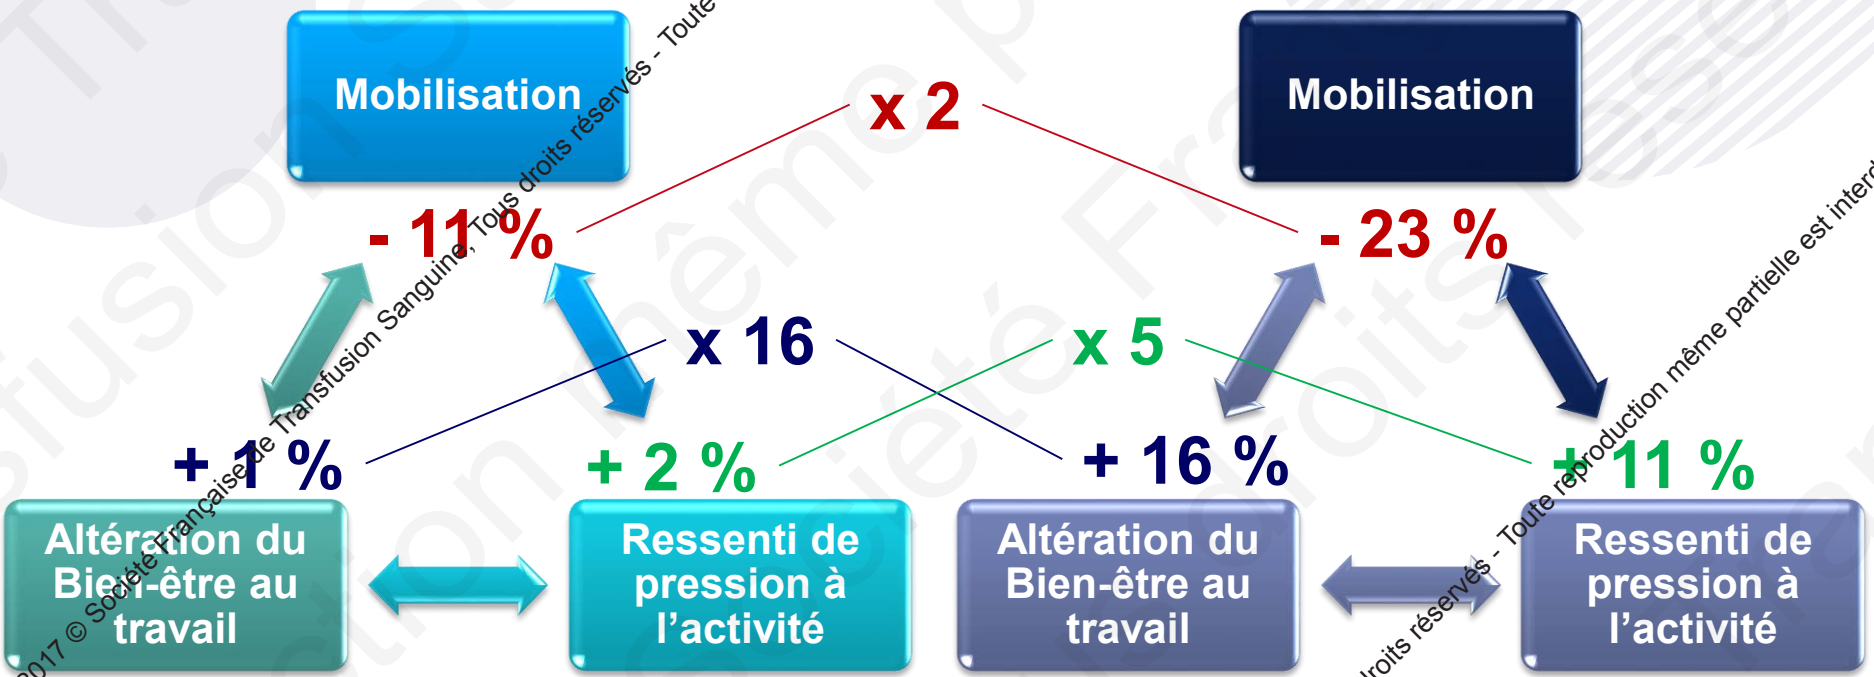 Mobilisation
Mobilisation
x 2
- 11 %
- 23 %
x 16
x 5
+ 1 %
+ 2 %
+ 16 %
+ 11 %
Altération du
Bien-être au
travail
Ressenti de
pression à
l’activité
Altération du
Bien-être au
travail
Ressenti de
pression à
l’activité
2017 © Société Française de Transfusion Sanguine, Tous droits réservés - Toute
droits réservés - Toute reproduction même partielle est interd